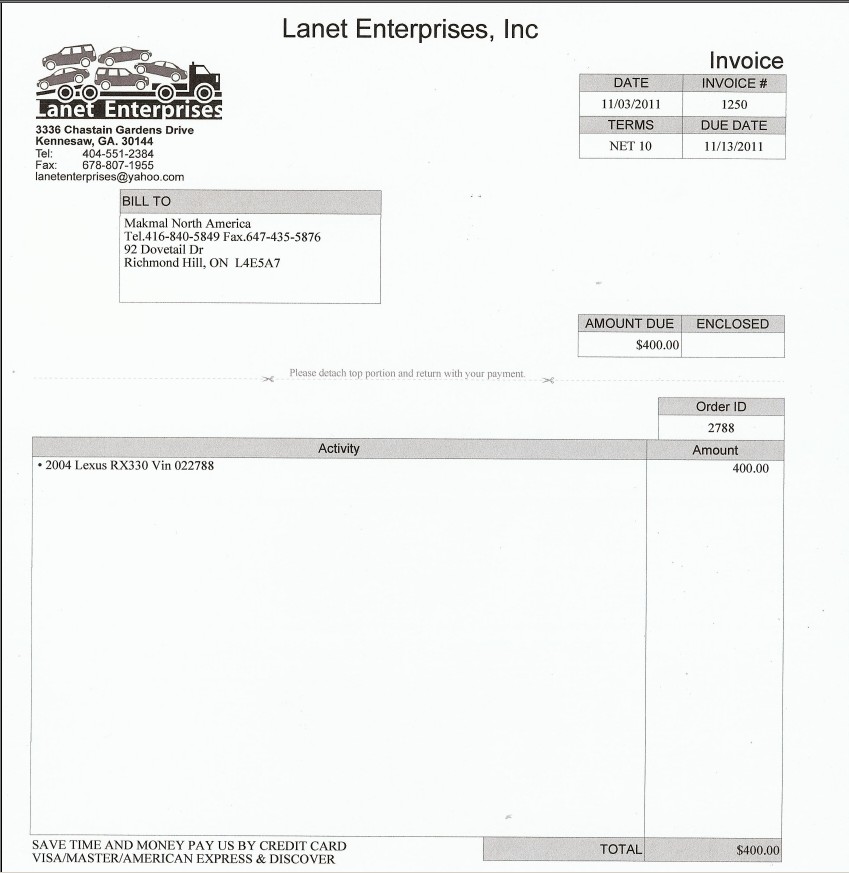 Lanet Enterprises, Inc
Invoice
DATE INVOICE #
11/03/2011 1250
TERMS DUE DATE
NET 10 11/13/2011
Lanet Enterprises
3336 Chastain Gardens Drive
Kennesaw, GA. 30144
Tel: 404-551-2384
Fax: 678-807-1955
lanetenterprises@yahoo.com
BILL TO
Makmal North America
Tel.416-840-5849 Fax.647-435-5876
92 Dovetail Dr
Richmond Hill, ON L4E5A7
AMOUNT DUE ENCLOSED
$400.00
Please detach top portion and return with your payment.
Order ID
2788
Activity Amount
• 2004 Lexus RX330 Vin 022788 400.00
SAVE TIME AND MONEY PAY US BY CREDIT CARD
VISA/MASTER/AMERICAN EXPRESS & DISCOVER
TOTAL $400.00